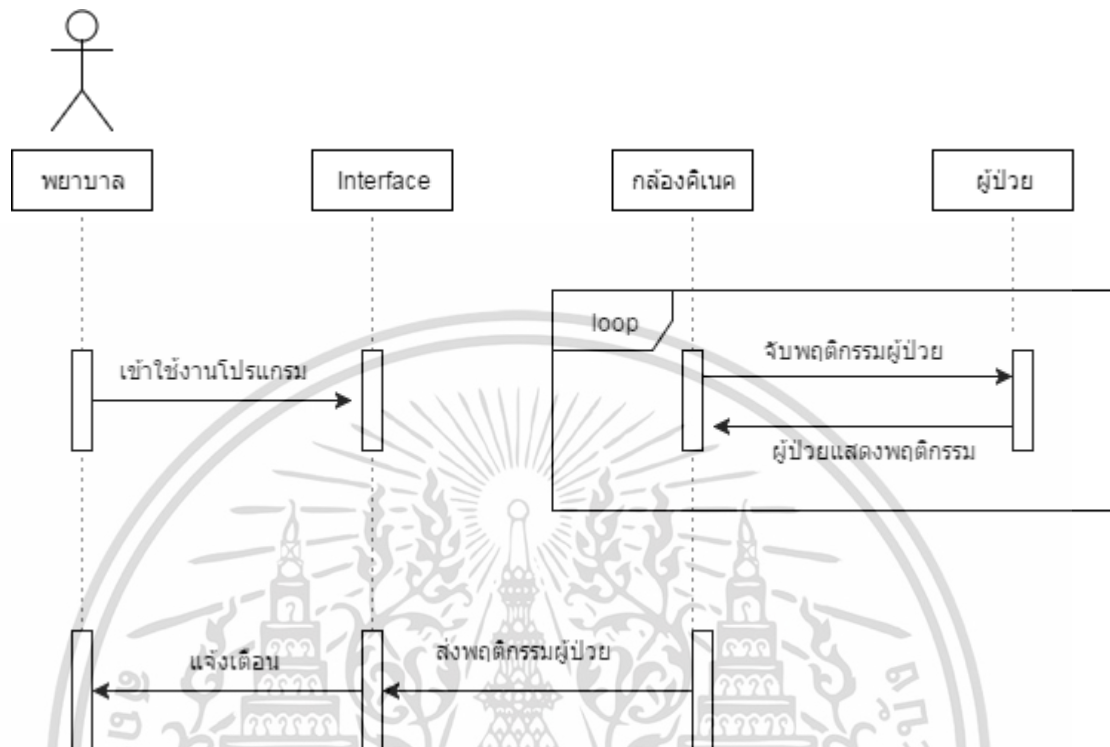 พยาบาล
Interface
กล้องคิเนค
ผู้ป่วย
loop
จับพฤติกรรมผู้ป่วย
เข้าใช้งานโปรแกรม
ผู้ป่วยแสดงพฤติกรรม
แจ้งเตือน
ส่งพฤติกรรมผู้ป่วย